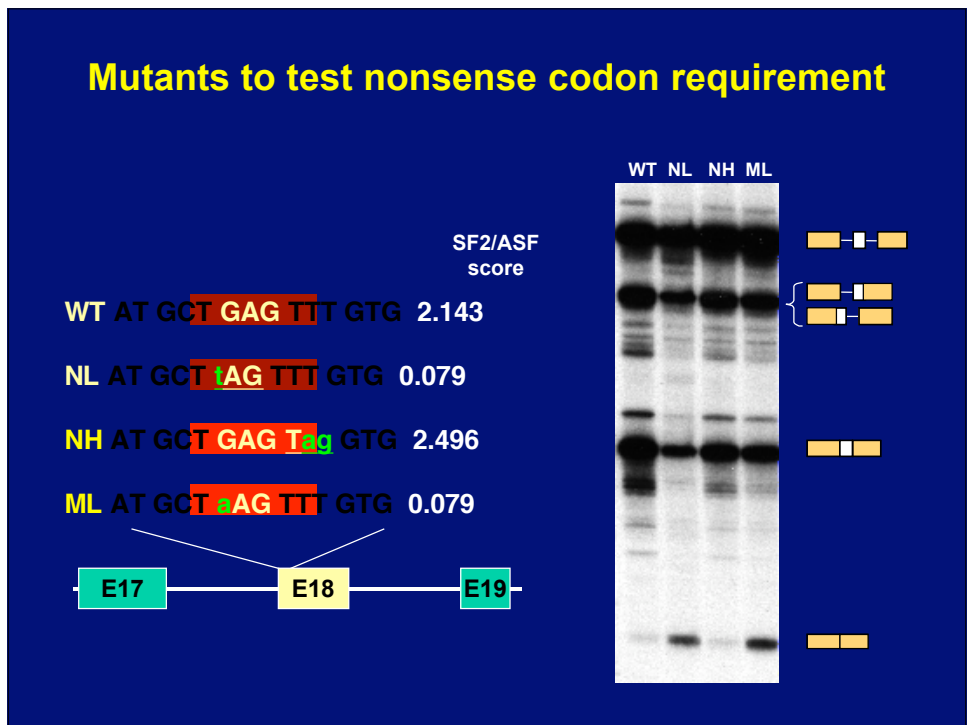 Mutants to test nonsense codon requirement
WT NL NH ML
SF2/ASF
score
WT AT GCT GAG TTT GTG 2.143
NL AT GCT tAG TTT GTG 0.079
NH AT GCT GAG Tag GTG 2.496
ML AT GCT aAG TTT GTG 0.079
E17 E18 E19